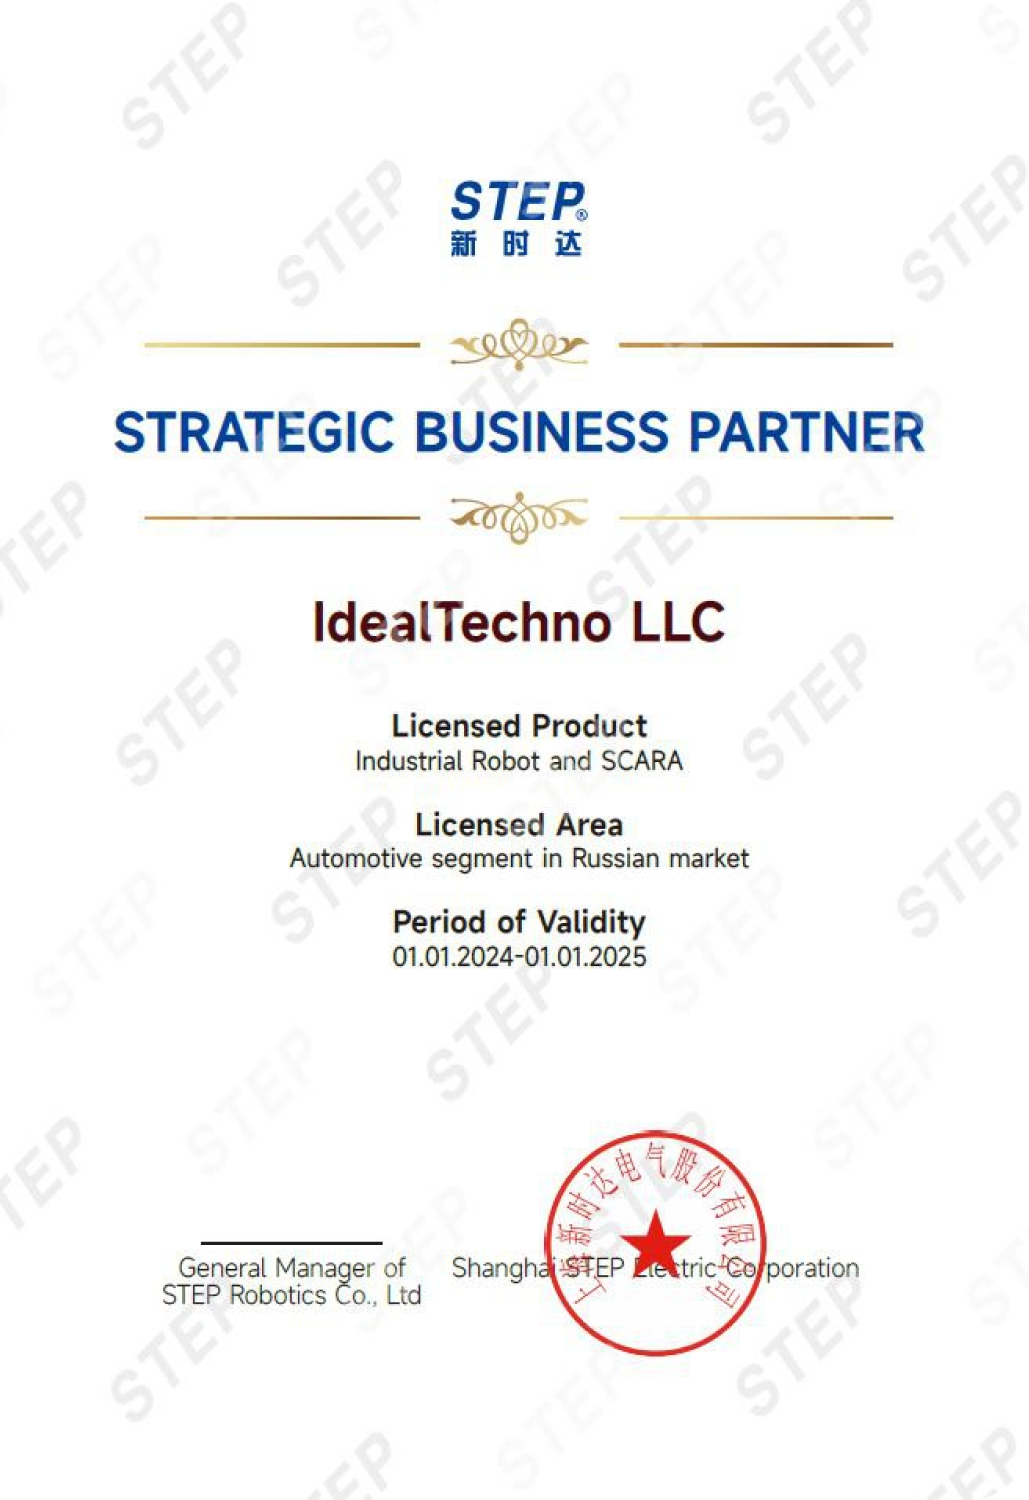 STEP®
新时达
STRATEGIC BUSINESS PARTNER
IdealTechno LLC
Licensed Product
Industrial Robot and SCARA
Licensed Area
Automotive segment in Russian market
Period of Validity
01.01.2024-01.01.2025
General Manager of
STEP Robotics Co., Ltd
Shanghai STEP Electric Corporation
上海新时达电气股份有限公司